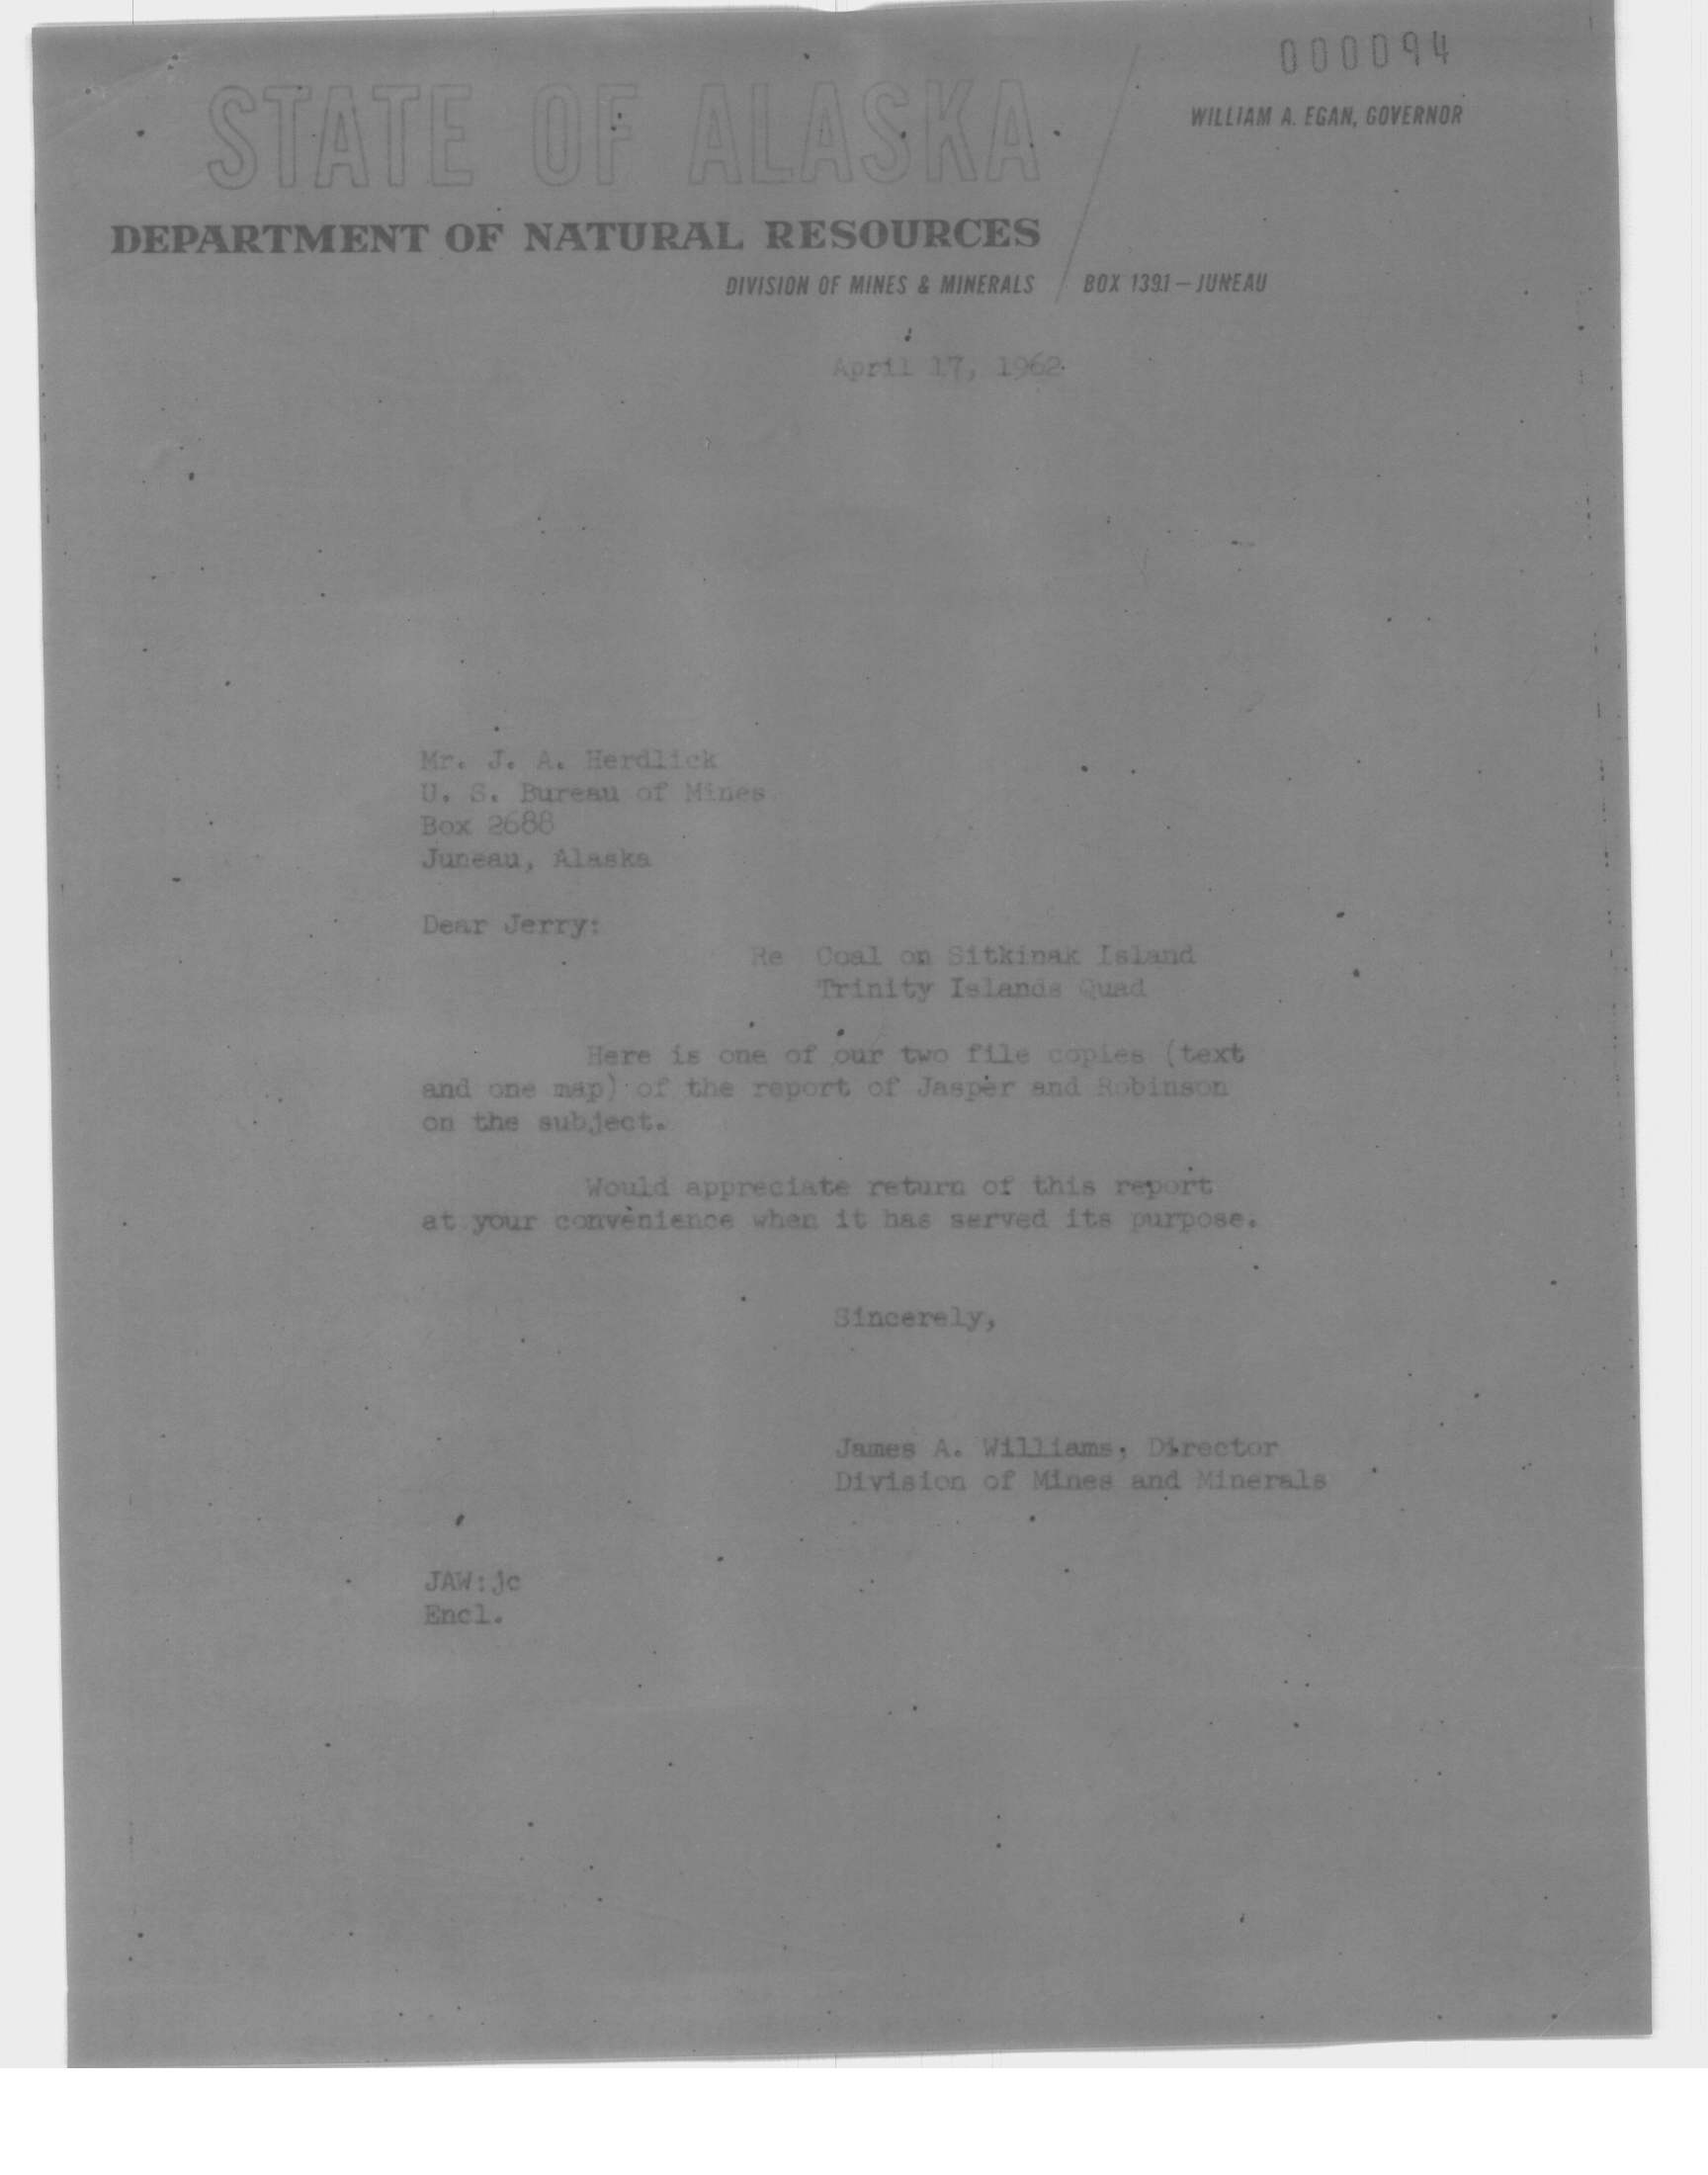 000094
STATE OF ALASKA
WILLIAM A. EGAN, GOVERNOR
DEPARTMENT OF NATURAL RESOURCES
DIVISION OF MINES & MINERALS / BOX 1391 — JUNEAU
April 17, 1962
Mr. J. A. Herdlick
U. S. Bureau of Mines
Box 2688
Juneau, Alaska
Dear Jerry:
Re Coal on Sitkinak Island
Trinity Islands Quad
Here is one of our two file copies (text
and one map) of the report of Jasper and Robinson
on the subject.
Would appreciate return of this report
at your convenience when it has served its purpose.
Sincerely,
James A. Williams, Director
Division of Mines and Minerals
JAW:jc
Encl.